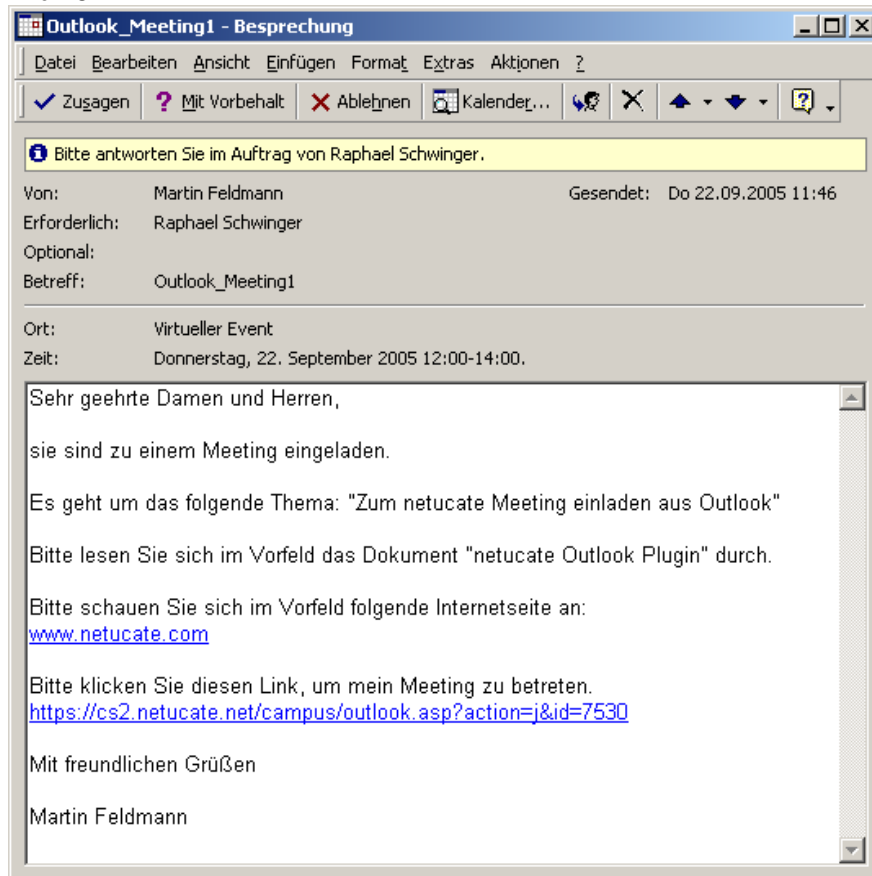 Outlook_Meeting1 - Besprechung
Datei Bearbeiten Ansicht Einfügen Format Extras Aktionen ?
Zusagen ? Mit Vorbehalt Ablehnen Kalender...
Bitte antworten Sie im Auftrag von Raphael Schwinger.
Von: Martin Feldmann Gesendet: Do 22.09.2005 11:46
Erforderlich: Raphael Schwinger
Optional:
Betreff: Outlook_Meeting1
Ort: Virtueller Event
Zeit: Donnerstag, 22. September 2005 12:00-14:00.
Sehr geehrte Damen und Herren,
sie sind zu einem Meeting eingeladen.
Es geht um das folgende Thema: "Zum netucate Meeting einladen aus Outlook"
Bitte lesen Sie sich im Vorfeld das Dokument "netucate Outlook Plugin" durch.
Bitte schauen Sie sich im Vorfeld folgende Internetseite an:
www.netucate.com
Bitte klicken Sie diesen Link, um mein Meeting zu betreten.
https://cs2.netucate.net/campus/outlook.asp?action=j&id=7530
Mit freundlichen Grüßen
Martin Feldmann